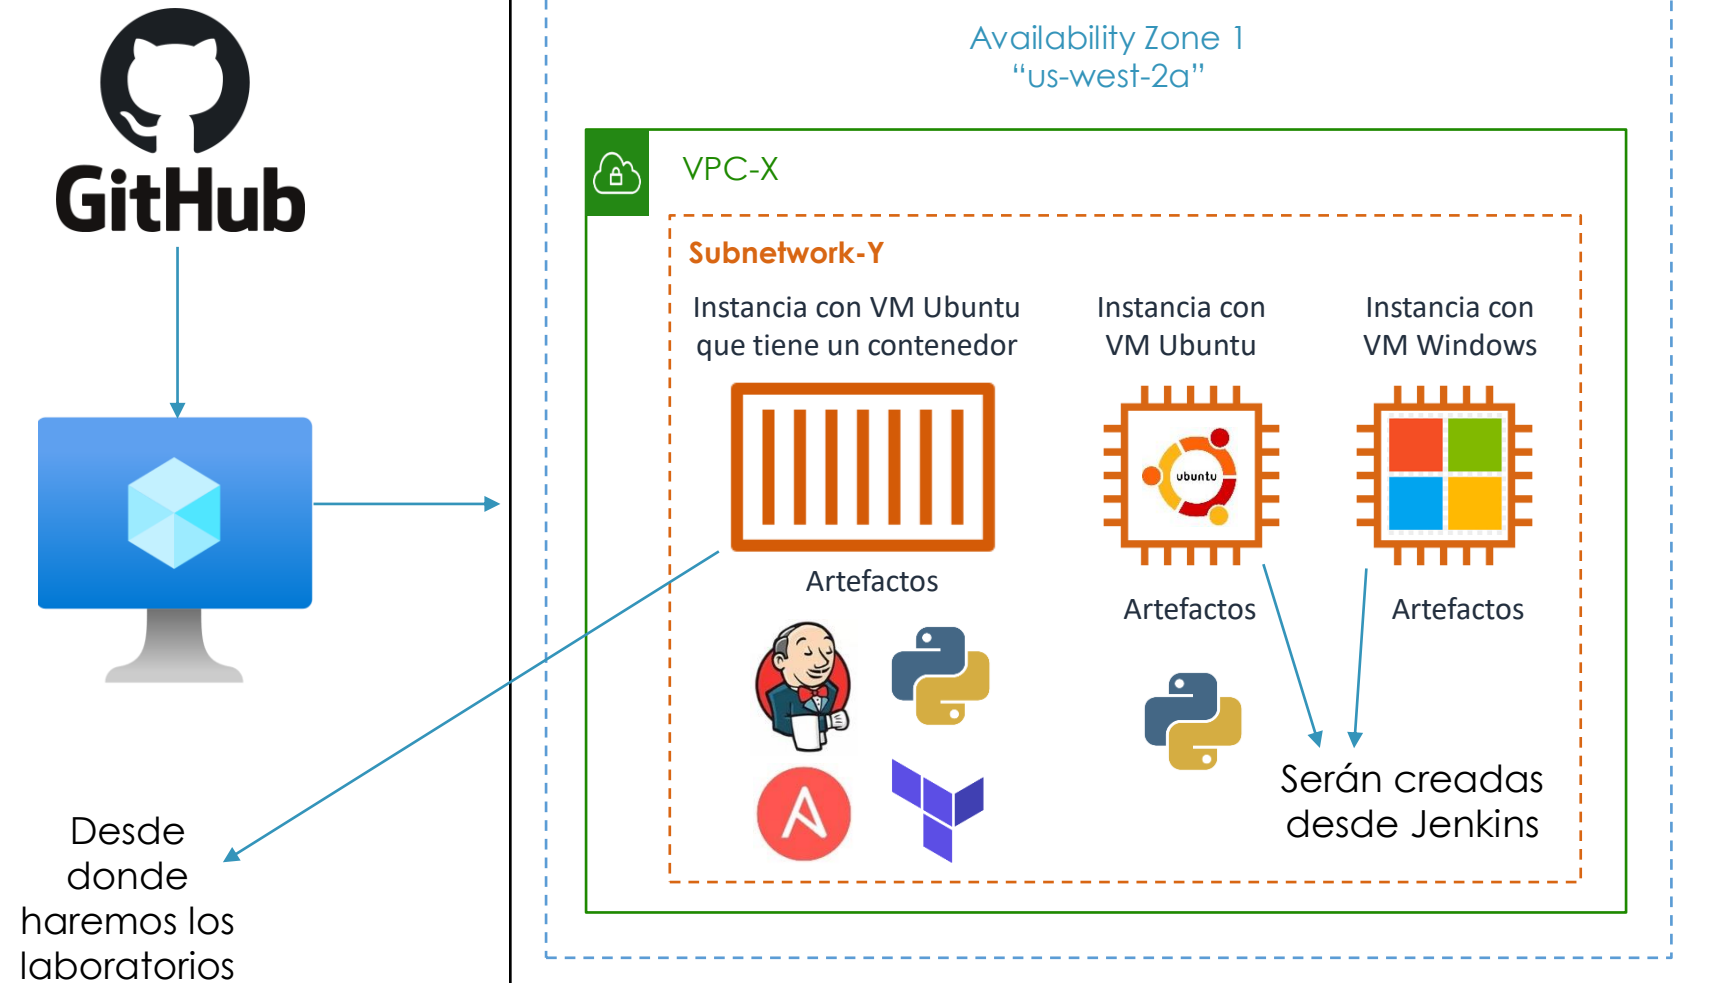 GitHub
Availability Zone 1
“us-west-2a”
VPC-X
Subnetwork-Y
Instancia con VM Ubuntu
que tiene un contenedor
Instancia con
VM Ubuntu
Instancia con
VM Windows
ubuntu
Artefactos
Artefactos
Artefactos
Serán creadas
desde Jenkins
Desde
donde
haremos los
laboratorios